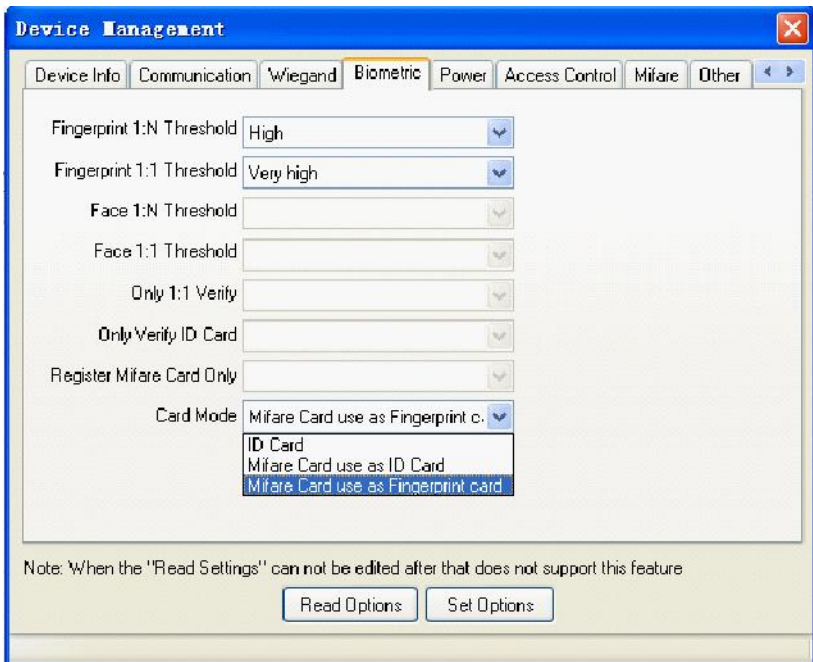 Device Management
Device Info Communication Wiegand Biometric Power Access Control Mifare Other
Fingerprint 1:N Threshold High
Fingerprint 1:1 Threshold Very high
Face 1:N Threshold
Face 1:1 Threshold
Only 1:1 Verify
Only Verify ID Card
Register Mifare Card Only
Card Mode Mifare Card use as Fingerprint c.
ID Card
Mifare Card use as ID Card
Mifare Card use as Fingerprint card
Note: When the "Read Settings" can not be edited after that does not support this feature
Read Options Set Options